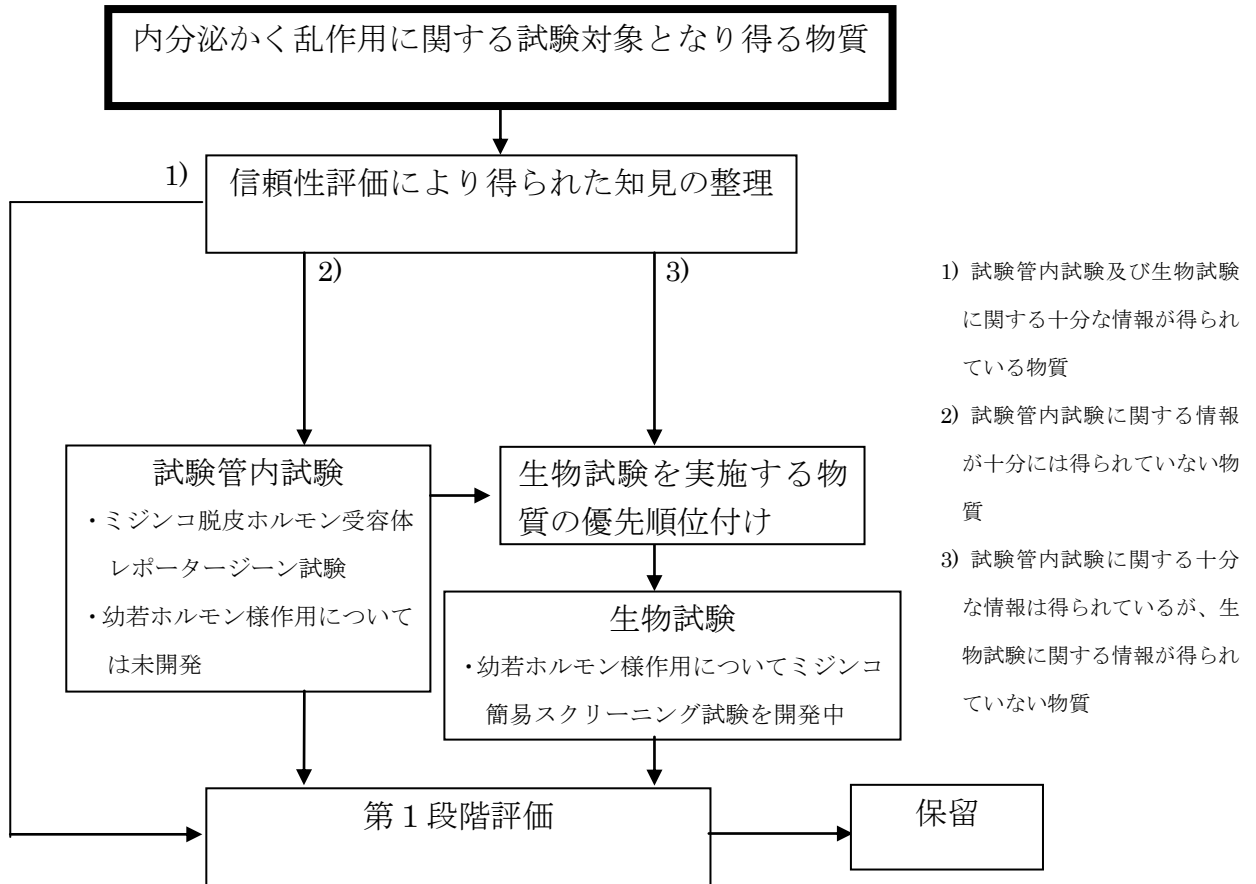 内分泌かく乱作用に関する試験対象となり得る物質
1)
信頼性評価により得られた知見の整理
2)
3)
試験管内試験
・ミジンコ脱皮ホルモン受容体
レポータージーン試験
・幼若ホルモン様作用について
は未開発
生物試験を実施する物
質の優先順位付け
生物試験
・幼若ホルモン様作用についてミジンコ
簡易スクリーニング試験を開発中
第１段階評価
保留
1) 試験管内試験及び生物試験
に関する十分な情報が得られ
ている物質
2) 試験管内試験に関する情報
が十分には得られていない物
質
3) 試験管内試験に関する十分
な情報は得られているが、生
物試験に関する情報が得られ
ていない物質